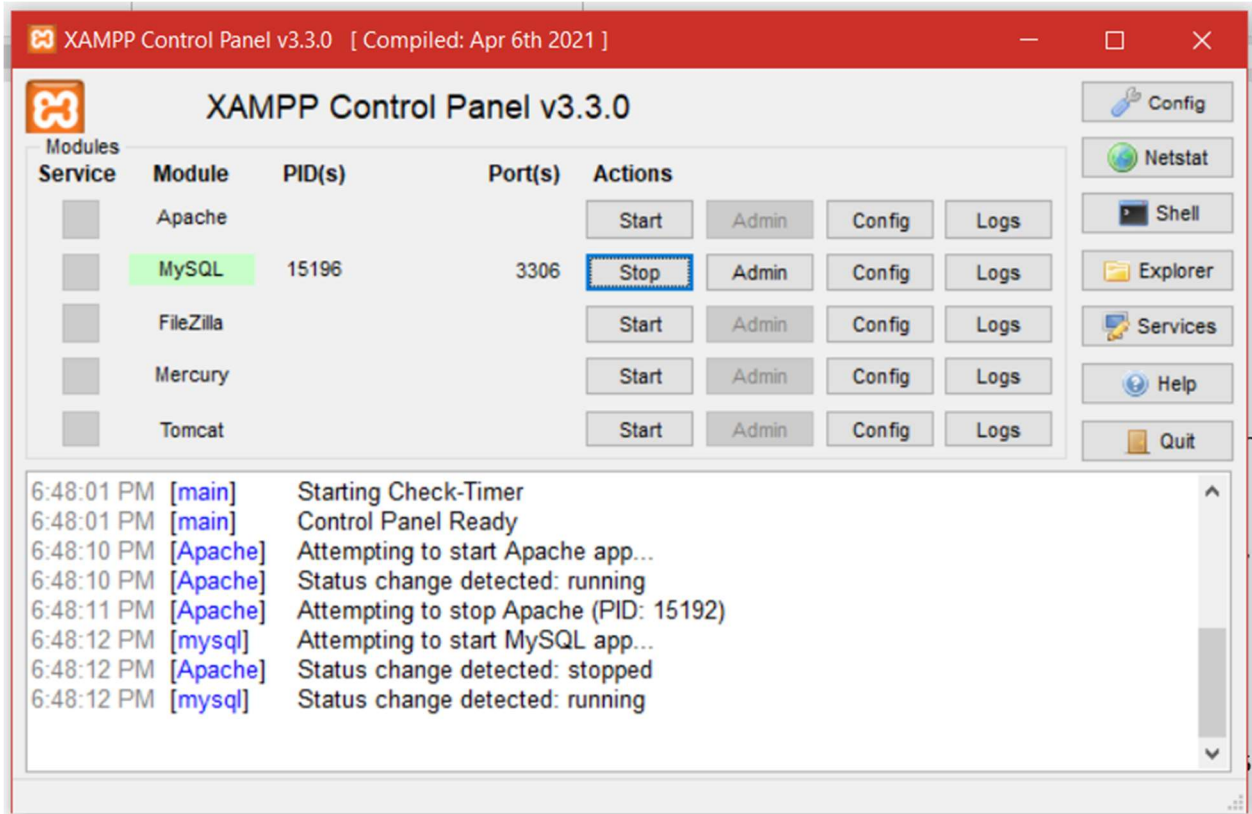 XAMPP Control Panel v3.3.0 [ Compiled: Apr 6th 2021 ]
XAMPP Control Panel v3.3.0
Modules
Service Module PID(s) Port(s) Actions
Apache Start Admin Config Logs
MySQL 15196 3306 Stop Admin Config Logs
FileZilla Start Admin Config Logs
Mercury Start Admin Config Logs
Tomcat Start Admin Config Logs
Config
Netstat
Shell
Explorer
Services
Help
Quit
6:48:01 PM [main] Starting Check-Timer
6:48:01 PM [main] Control Panel Ready
6:48:10 PM [Apache] Attempting to start Apache app...
6:48:10 PM [Apache] Status change detected: running
6:48:11 PM [Apache] Attempting to stop Apache (PID: 15192)
6:48:12 PM [mysql] Attempting to start MySQL app...
6:48:12 PM [Apache] Status change detected: stopped
6:48:12 PM [mysql] Status change detected: running